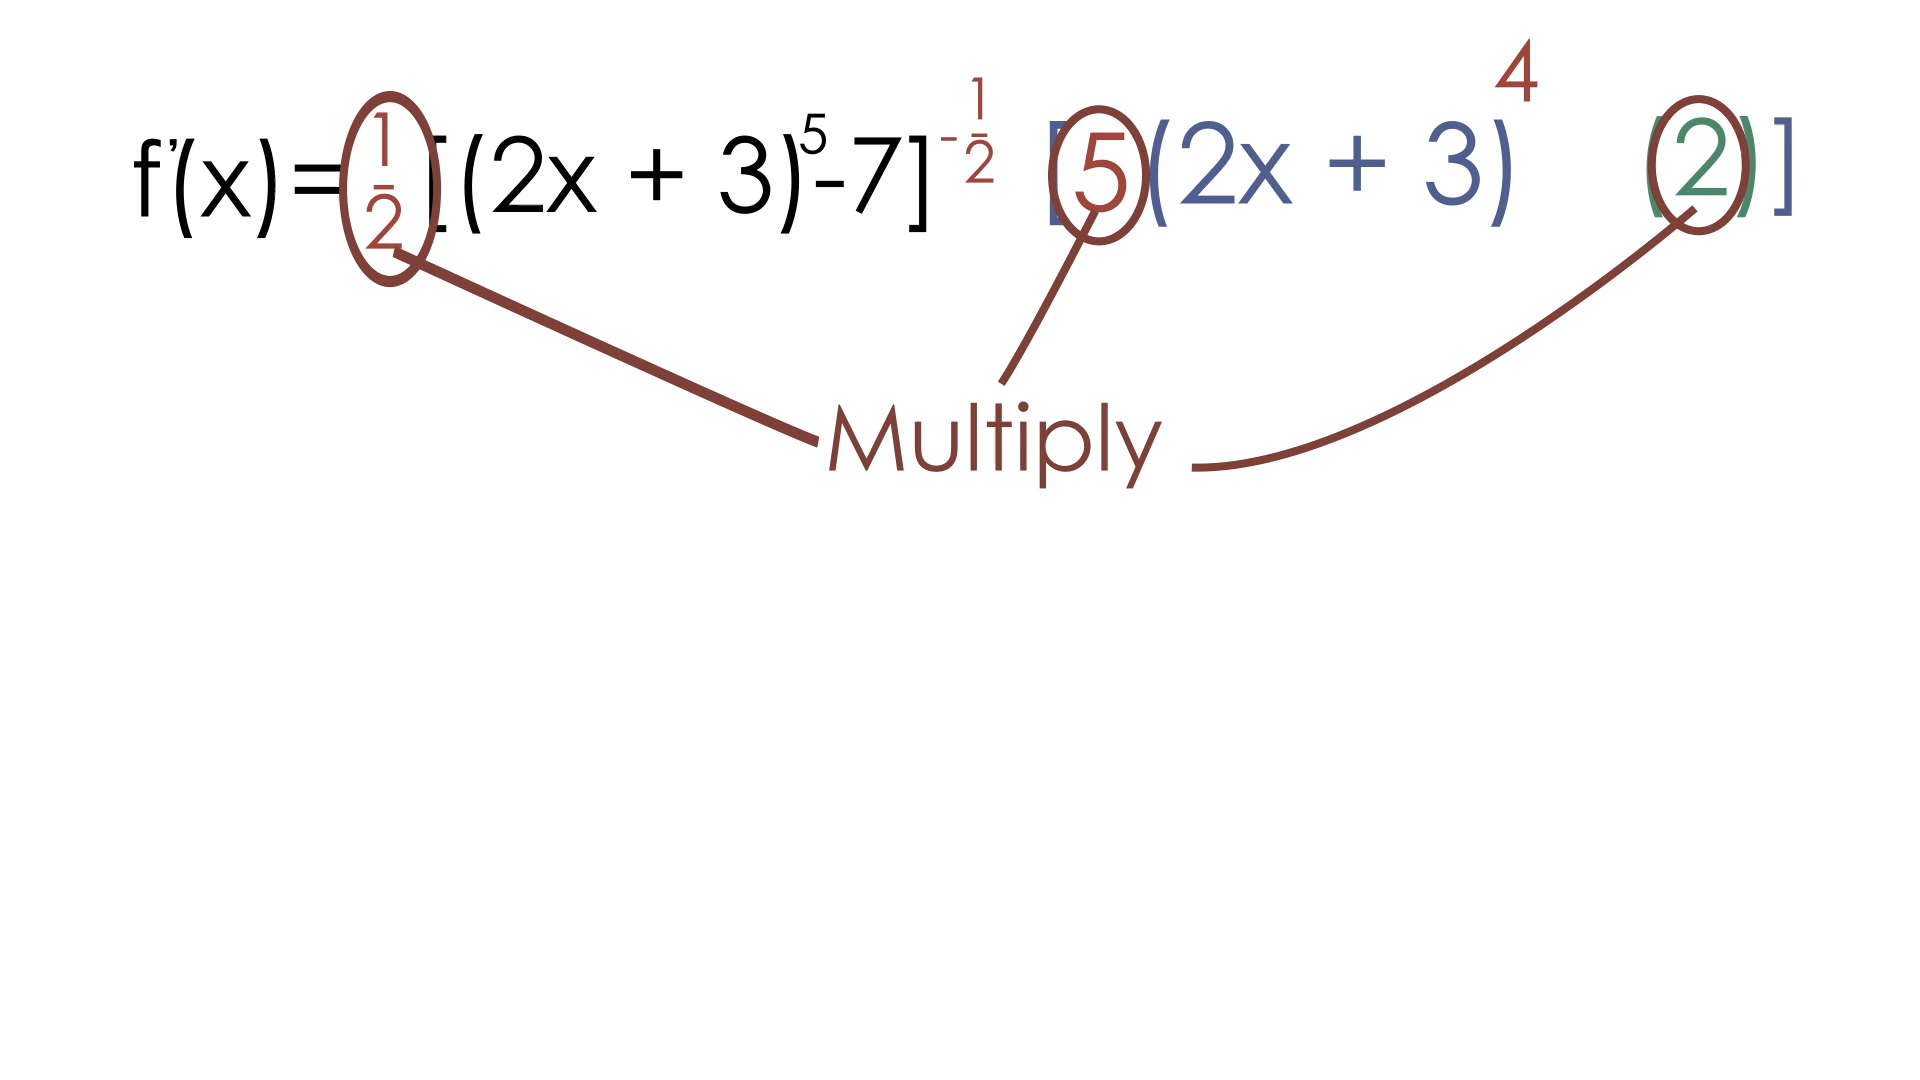 f'(x)= 1/2 [(2x + 3)⁵-7]^(-1/2) [5(2x + 3)⁴ (2)]
Multiply